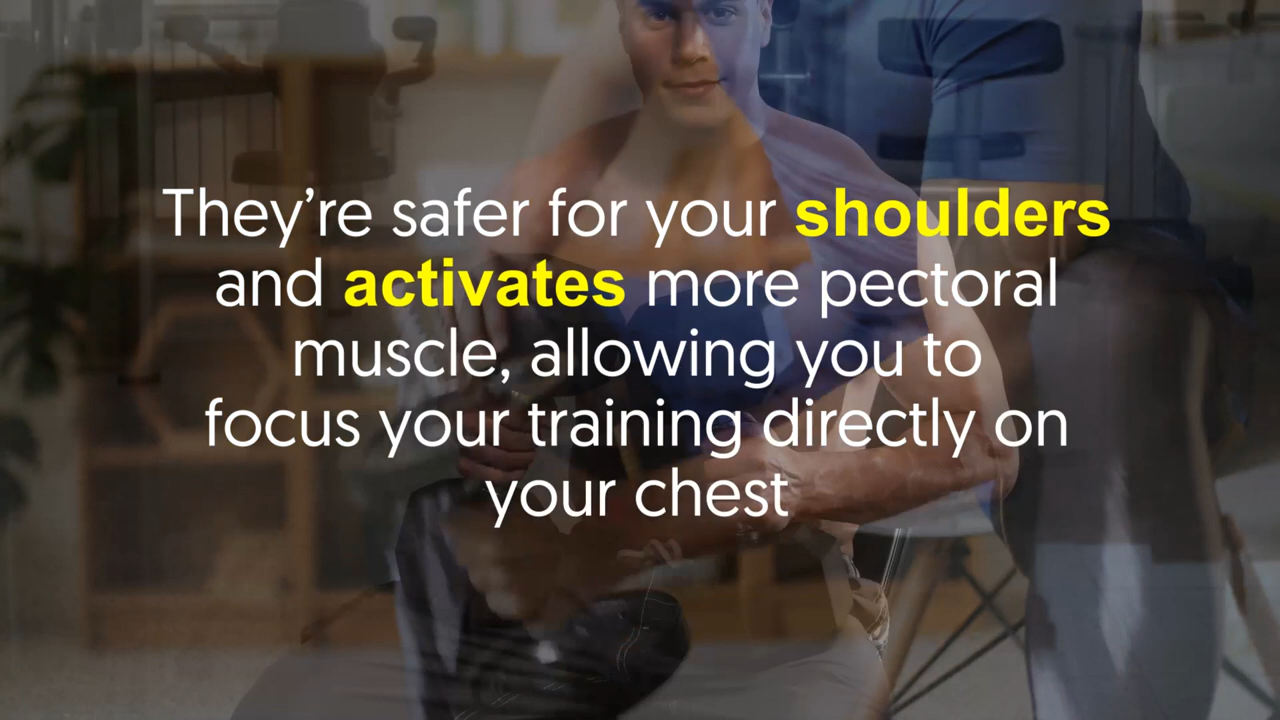 They’re safer for your shoulders
and activates more pectoral
muscle, allowing you to
focus your training directly on
your chest